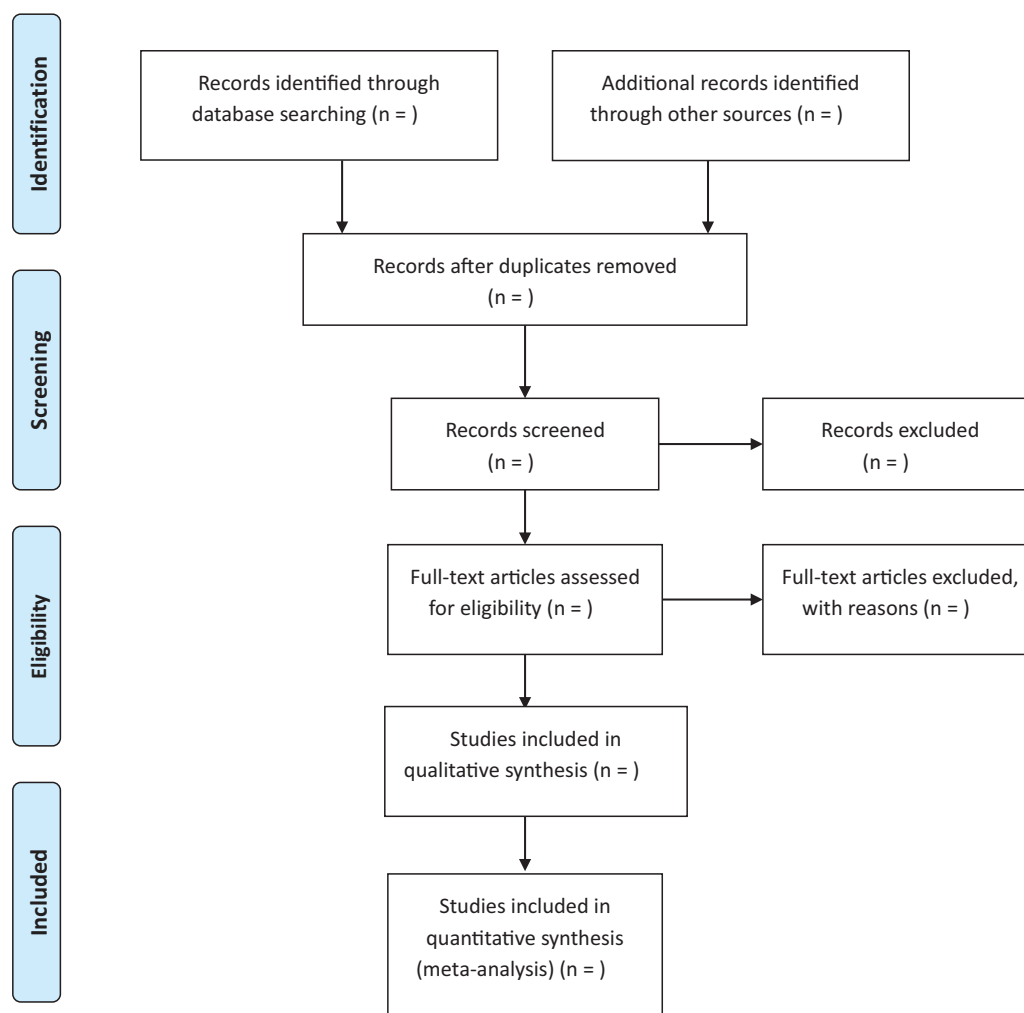 Identification
Records identified through
database searching (n = )
Additional records identified
through other sources (n = )
Records after duplicates removed
(n = )
Screening
Records screened
(n = )
Records excluded
(n = )
Eligibility
Full-text articles assessed
for eligibility (n = )
Full-text articles excluded,
with reasons (n = )
Studies included in
qualitative synthesis (n = )
Included
Studies included in
quantitative synthesis
(meta-analysis) (n = )